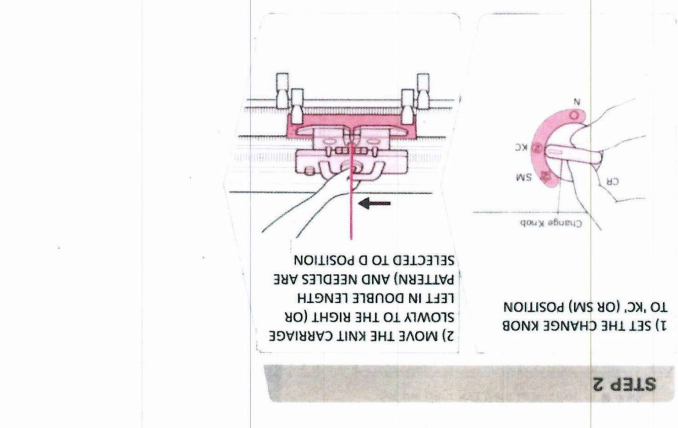 STEP 2
1) SET THE CHANGE KNOB
TO 'KC' (OR SM) POSITION
Change Knob
CR
SM
KC
N
2) MOVE THE KNIT CARRIAGE
SLOWLY TO THE RIGHT (OR
LEFT IN DOUBLE LENGTH
PATTERN) AND NEEDLES ARE
SELECTED TO D POSITION